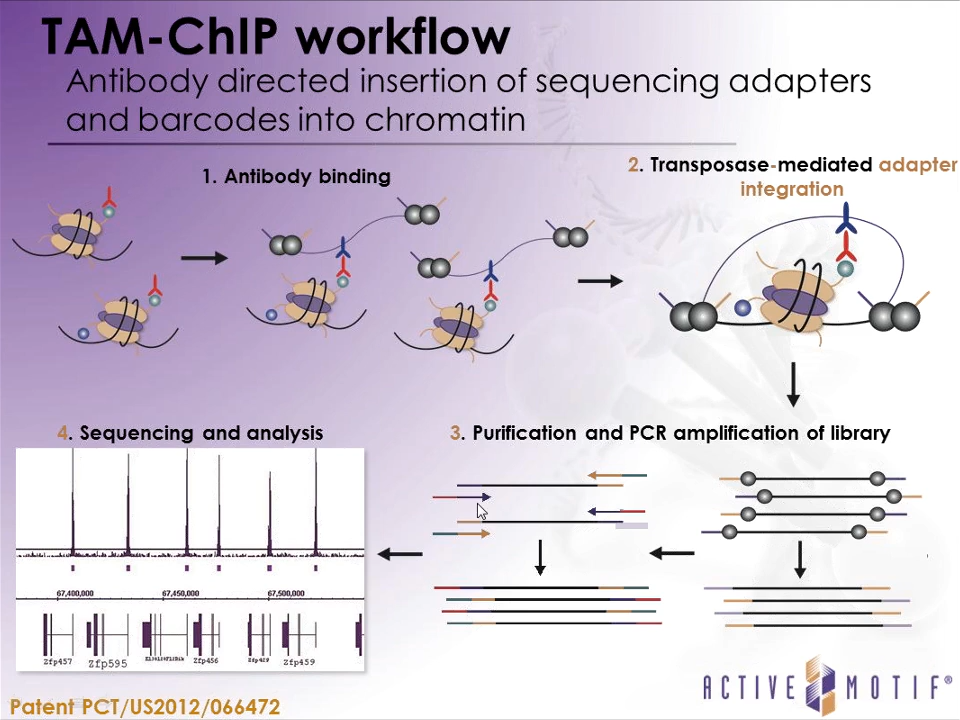 TAM-ChIP workflow
Antibody directed insertion of sequencing adapters
and barcodes into chromatin
1. Antibody binding
2. Transposase-mediated adapter
integration
4. Sequencing and analysis
3. Purification and PCR amplification of library
67,400,000 67,450,000 67,500,000
Zfp457 Zfp595 Zfp456 Zfp459
Patent PCT/US2012/066472
ACTIVE MOTIF®